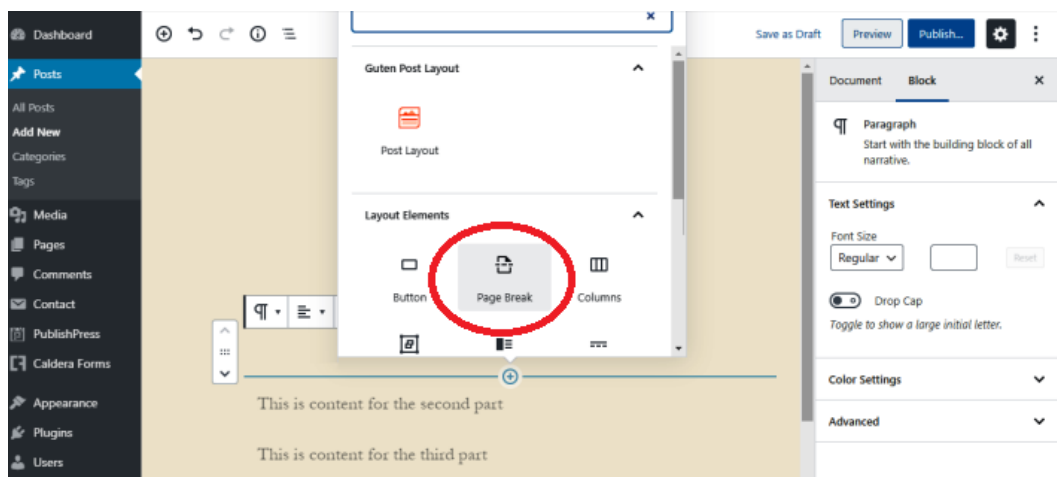 Dashboard
Posts
All Posts
Add New
Categories
Tags
Media
Pages
Comments
Contact
PublishPress
Caldera Forms
Appearance
Plugins
Users
Save as Draft
Preview
Publish...
Guten Post Layout
Post Layout
Layout Elements
Button
Page Break
Columns
This is content for the second part
This is content for the third part
Document Block
Paragraph
Start with the building block of all
narrative.
Text Settings
Font Size
Regular
Reset
Drop Cap
Toggle to show a large initial letter.
Color Settings
Advanced